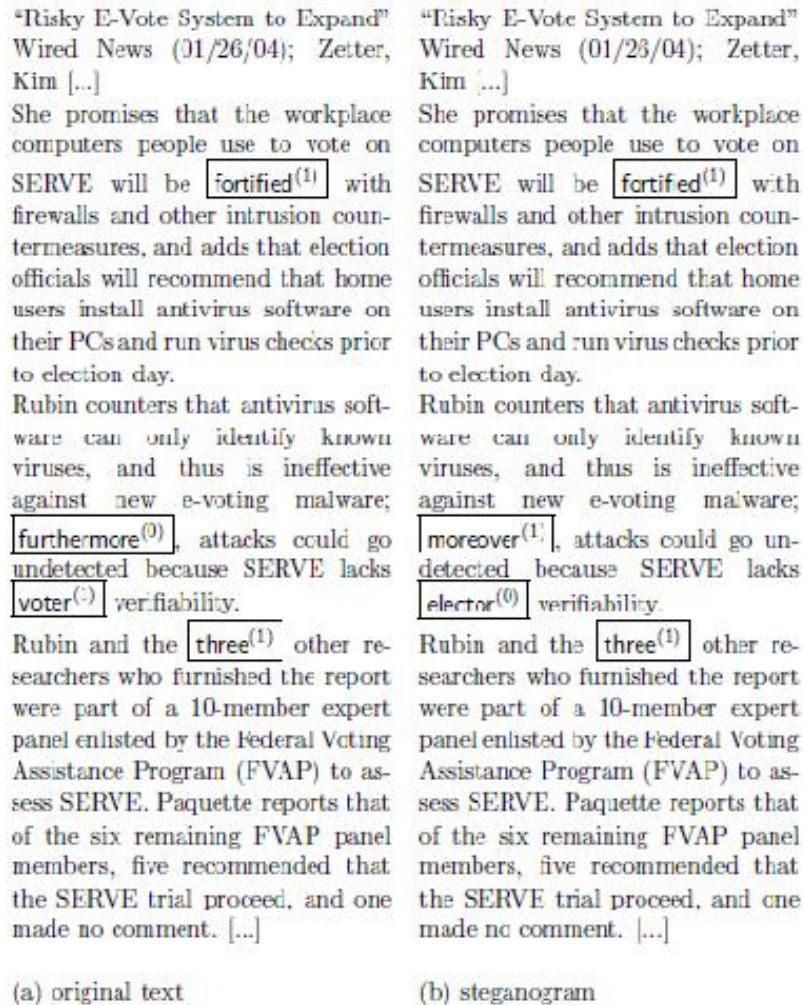 “Risky E-Vote System to Expand”
Wired News (01/26/04); Zetter,
Kim [...]
She promises that the workplace
computers people use to vote on
SERVE will be fortified(1) with
firewalls and other intrusion coun-
termeasures, and adds that election
officials will recommend that home
users install antivirus software on
their PCs and run virus checks prior
to election day.
Rubin counters that antivirus soft-
ware can only identify known
viruses, and thus is ineffective
against new e-voting malware;
furthermore(0), attacks could go
undetected because SERVE lacks
voter(1) verifiability.
Rubin and the three(1) other re-
searchers who furnished the report
were part of a 10-member expert
panel enlisted by the Federal Voting
Assistance Program (FVAP) to as-
sess SERVE. Paquette reports that
of the six remaining FVAP panel
members, five recommended that
the SERVE trial proceed, and one
made no comment. [...]
(a) original text
“Risky E-Vote System to Expand”
Wired News (01/26/04); Zetter,
Kim [...]
She promises that the workplace
computers people use to vote on
SERVE will be fortified(1) with
firewalls and other intrusion coun-
termeasures, and adds that election
officials will recommend that home
users install antivirus software on
their PCs and run virus checks prior
to election day.
Rubin counters that antivirus soft-
ware can only identify known
viruses, and thus is ineffective
against new e-voting malware;
moreover(1), attacks could go un-
detected because SERVE lacks
elector(0) verifiability.
Rubin and the three(1) other re-
searchers who furnished the report
were part of a 10-member expert
panel enlisted by the Federal Voting
Assistance Program (FVAP) to as-
sess SERVE. Paquette reports that
of the six remaining FVAP panel
members, five recommended that
the SERVE trial proceed, and one
made no comment. [...]
(b) steganogram